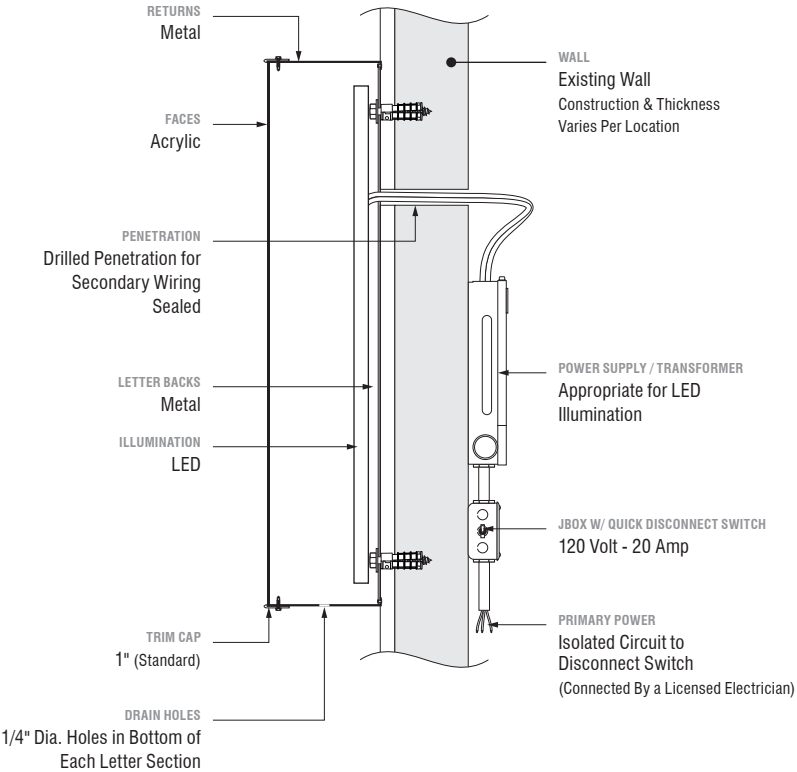 RETURNS
Metal
FACES
Acrylic
PENETRATION
Drilled Penetration for
Secondary Wiring
Sealed
LETTER BACKS
Metal
ILLUMINATION
LED
TRIM CAP
1" (Standard)
DRAIN HOLES
1/4" Dia. Holes in Bottom of
Each Letter Section
WALL
Existing Wall
Construction & Thickness
Varies Per Location
POWER SUPPLY / TRANSFORMER
Appropriate for LED
Illumination
JBOX W/ QUICK DISCONNECT SWITCH
120 Volt - 20 Amp
PRIMARY POWER
Isolated Circuit to
Disconnect Switch
(Connected By a Licensed Electrician)